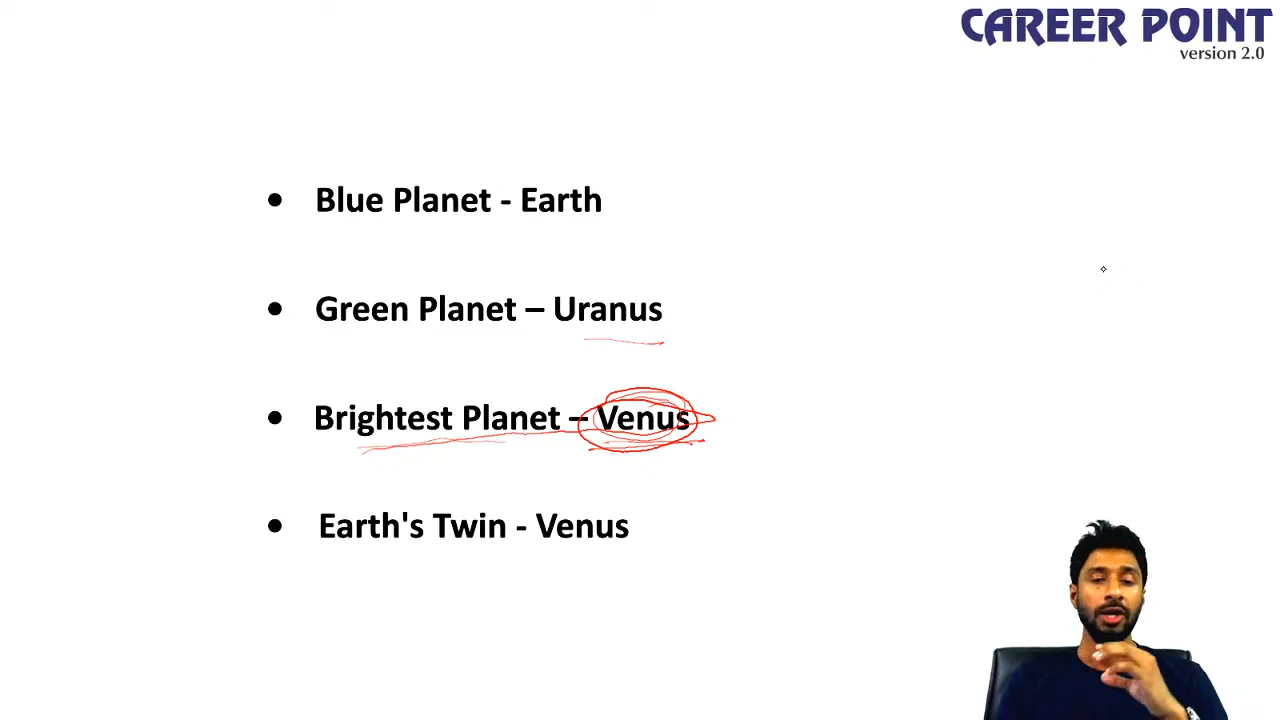 CAREER POINT
version 2.0
• Blue Planet - Earth
• Green Planet – Uranus
• Brightest Planet – Venus
• Earth's Twin - Venus